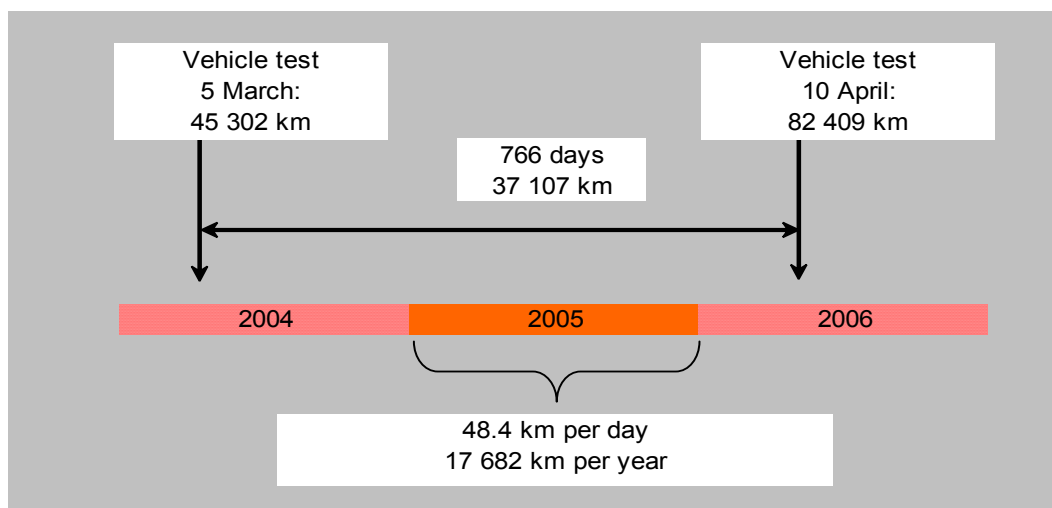 Vehicle test
5 March:
45 302 km
Vehicle test
10 April:
82 409 km
766 days
37 107 km
2004
2005
2006
48.4 km per day
17 682 km per year